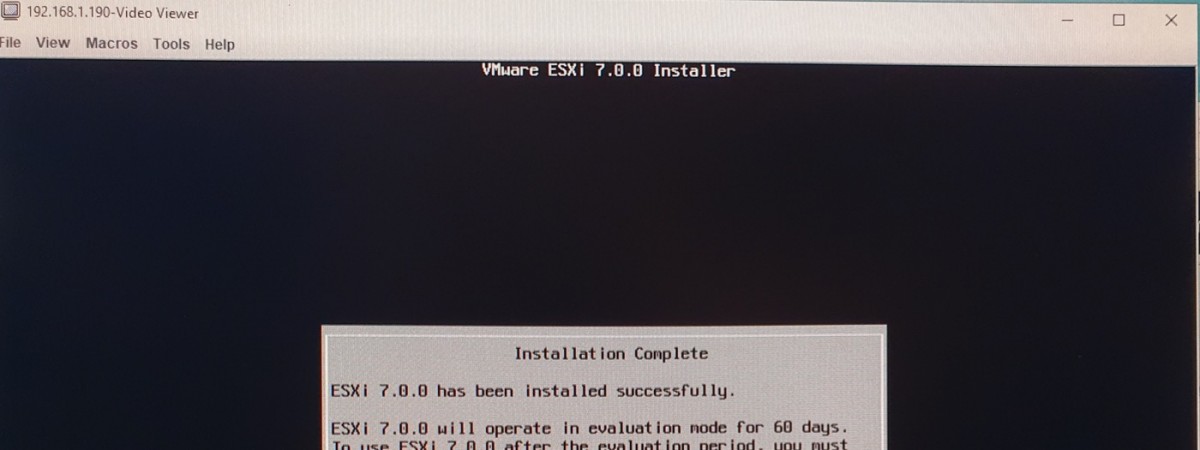 192.168.1.190-Video Viewer
File View Macros Tools Help
VMware ESXi 7.0.0 Installer
Installation Complete
ESXi 7.0.0 has been installed successfully.
ESXi 7.0.0 will operate in evaluation mode for 60 days.
To use ESXi 7.0.0 after the evaluation period, you must